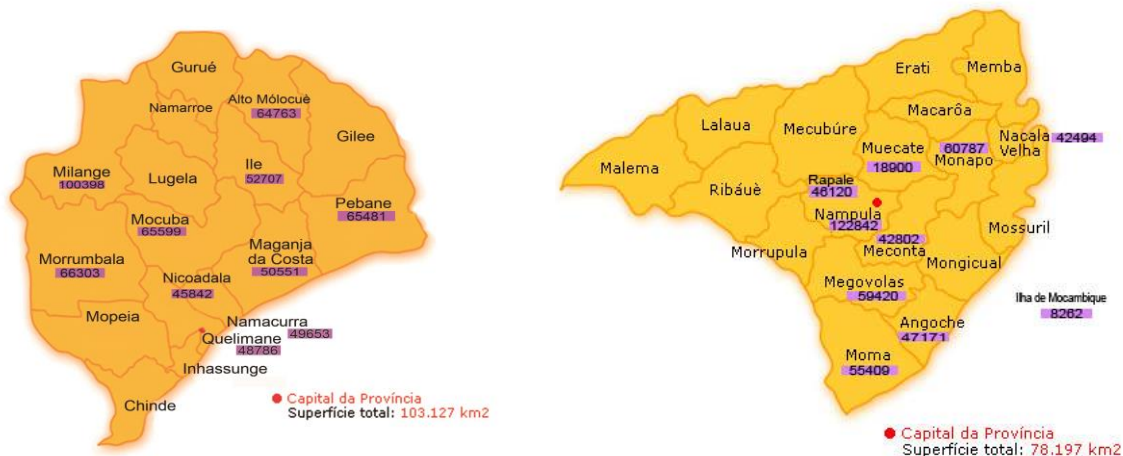 Gurué
Namarroe
Alto Mólocuè
64763
Gilee
Milange
100398
Lugela
Ile
52707
Pebane
65481
Mocuba
65599
Maganja
da Costa
50551
Morrumbala
66303
Nicoadala
45842
Mopeia
Namacurra
49653
Quelimane
48786
Inhassunge
Chinde
Capital da Província
Superfície total: 103.127 km2
Erati
Memba
Macarôa
Lalaua
Mecubúre
Nacala
Velha
42494
Muecate
18900
60787
Monapo
Malema
Ribáuè
Rapale
46120
Nampula
122842
42802
Meconta
Mossuril
Morrupula
Mongicual
Megovolas
59420
Ilha de Mocambique
8262
Angoche
47171
Moma
55409
Capital da Província
Superfície total: 78.197 km2